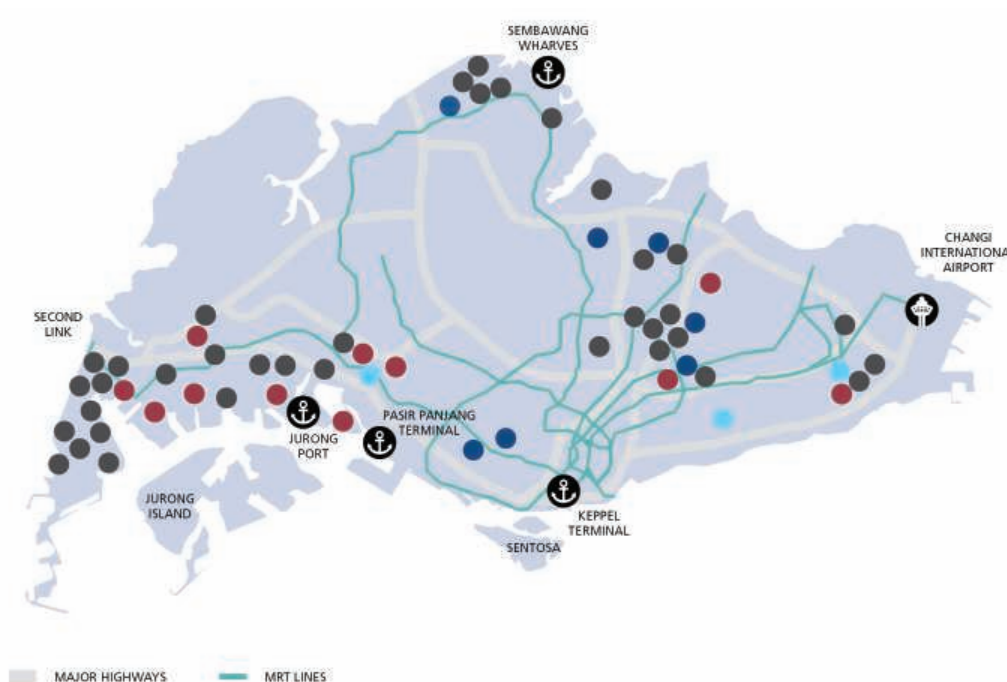 SEMBAWANG
WHARVES
CHANGI
INTERNATIONA
AIRPORT
SECOND
LINK
PASIR PANJANG
TERMINAL
JURONG
PORT
JURONG
ISLAND
KEPPEL
TERMINAL
SENTOSA
MAJOR HIGHWAYS
MRT LINES